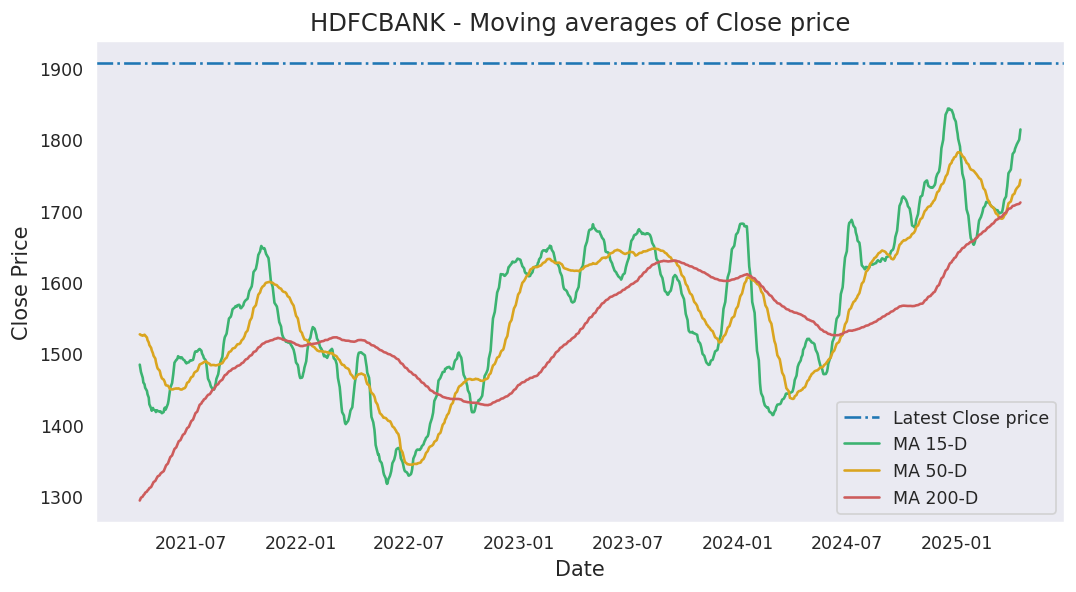 HDFCBANK - Moving averages of Close price
Close Price
1900
1800
1700
1600
1500
1400
1300
Latest Close price
MA 15-D
MA 50-D
MA 200-D
2021-07 2022-01 2022-07 2023-01 2023-07 2024-01 2024-07 2025-01
Date